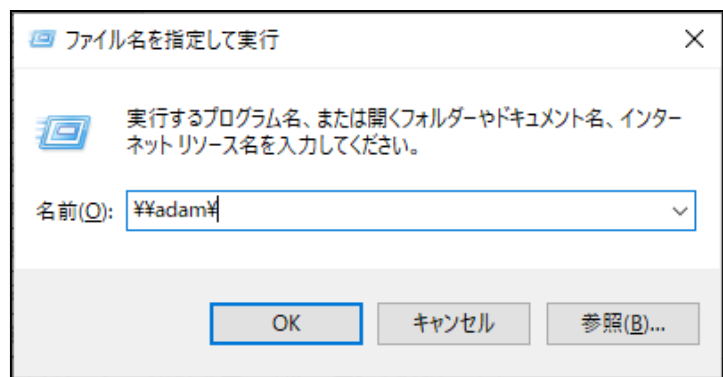 ファイル名を指定して実行
実行するプログラム名、または開くフォルダーやドキュメント名、インター
ネット リソース名を入力してください。
名前(O): ¥¥adam¥
OK キャンセル 参照(B)...